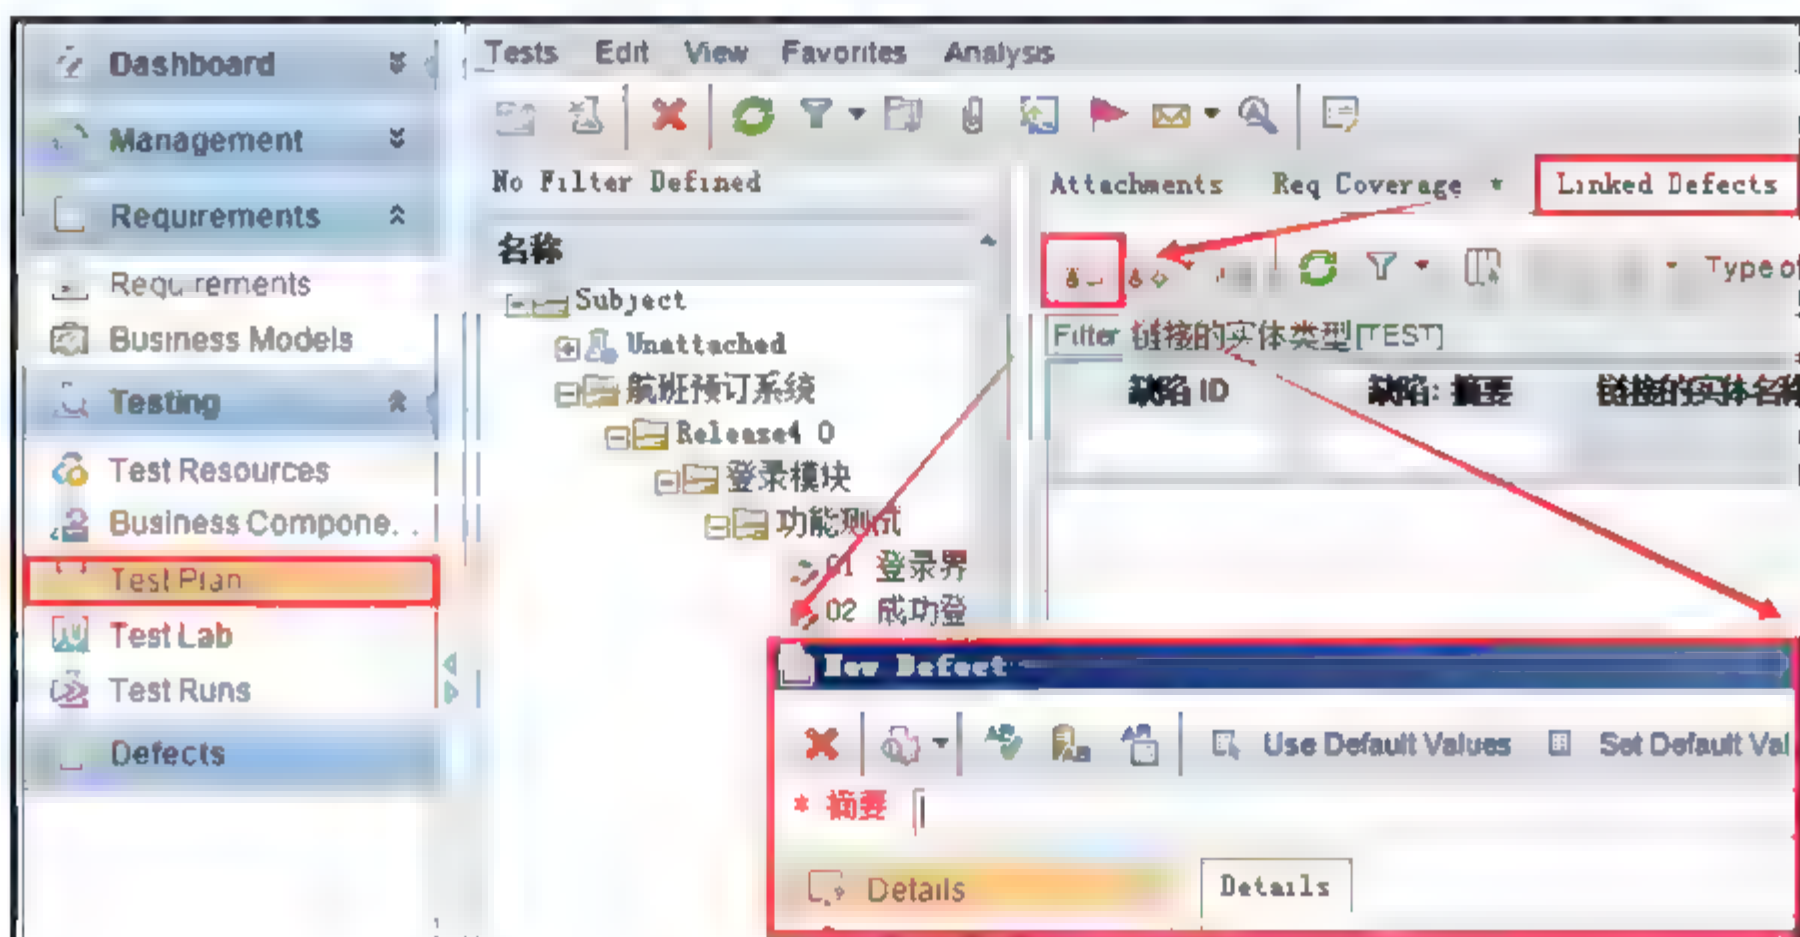 Dashboard
Management
Requirements
Requirements
Business Models
Testing
Test Resources
Business Compone...
Test Plan
Test Lab
Test Runs
Defects
Tests Edit View Favorites Analysis
No Filter Defined
名称
Subject
Unattached
航班预订系统
Release4 0
登录模块
功能测试
01 登录界
02 成功登
Attachments Req Coverage * Linked Defects
Type of
Filter 链接的实体类型[TEST]
缺陷 ID 缺陷: 摘要 链接的实体名称
New Defect
Use Default Values Set Default Val
* 摘要
Details Details